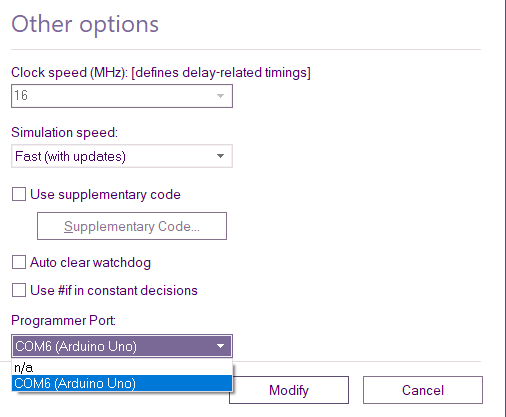 Other options
Clock speed (MHz): [defines delay-related timings]
16
Simulation speed:
Fast (with updates)
Use supplementary code
Supplementary Code...
Auto clear watchdog
Use #if in constant decisions
Programmer Port:
COM6 (Arduino Uno)
n/a
COM6 (Arduino Uno)
Modify
Cancel